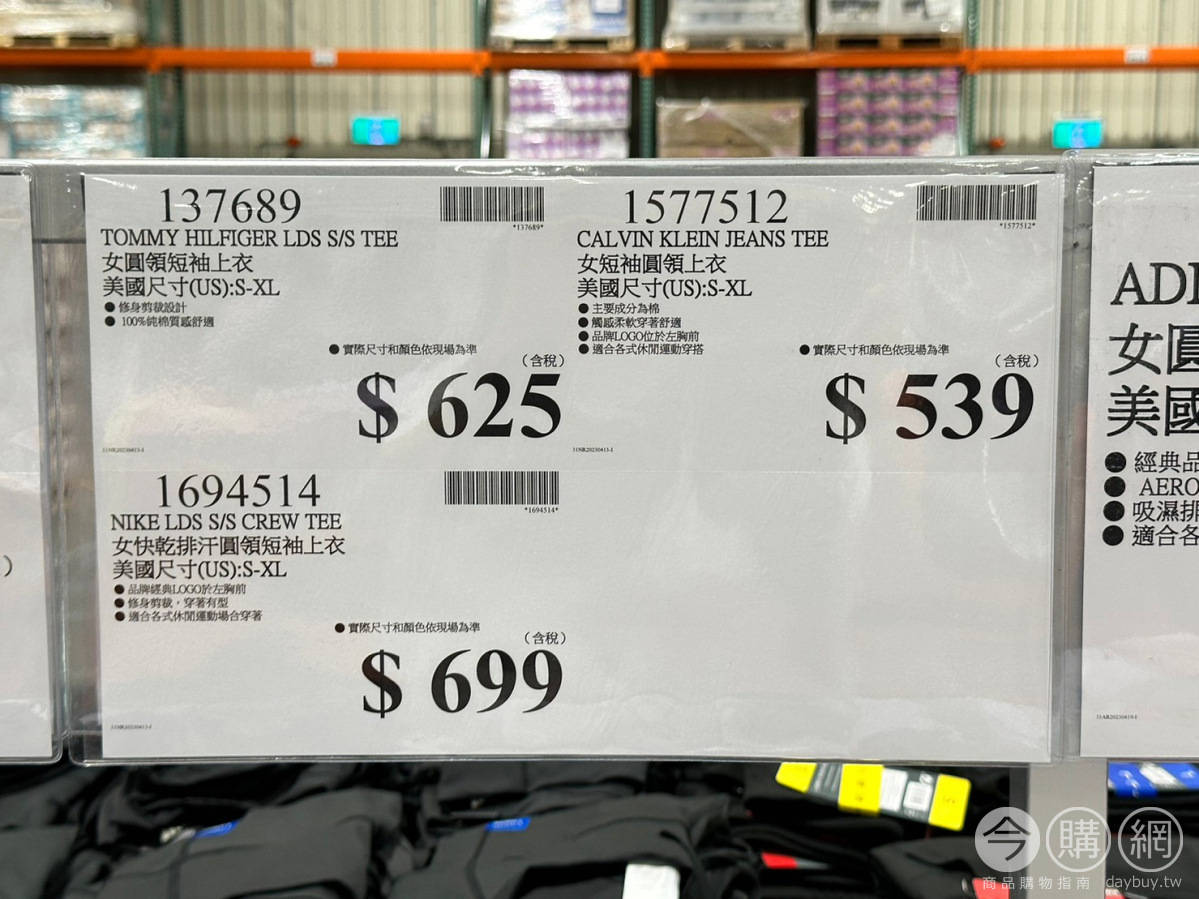 137689
*137689*
TOMMY HILFIGER LDS S/S TEE
女圓領短袖上衣
美國尺寸(US):S-XL
● 修身剪裁設計
● 100%純棉質感舒適
● 實際尺寸和顏色依現場為準
(含稅)
$ 625
31NR20230413-I
1577512
*1577512*
CALVIN KLEIN JEANS TEE
女短袖圓領上衣
美國尺寸(US):S-XL
● 主要成分為棉
● 觸感柔軟穿著舒適
● 品牌LOGO位於左胸前
● 適合各式休閒運動穿搭
● 實際尺寸和顏色依現場為準
(含稅)
$ 539
31NR20230413-I
1694514
*1694514*
NIKE LDS S/S CREW TEE
女快乾排汗圓領短袖上衣
美國尺寸(US):S-XL
● 品牌經典LOGO於左胸前
● 修身剪裁，穿著有型
● 適合各式休閒運動場合穿著
● 實際尺寸和顏色依現場為準
(含稅)
$ 699
31NR20230413-I
)
女圓
美國
● 經典品
● AERO
● 吸濕排
● 適合各
31AR20230419-I
今購網
商品購物指南 daybuy.tw